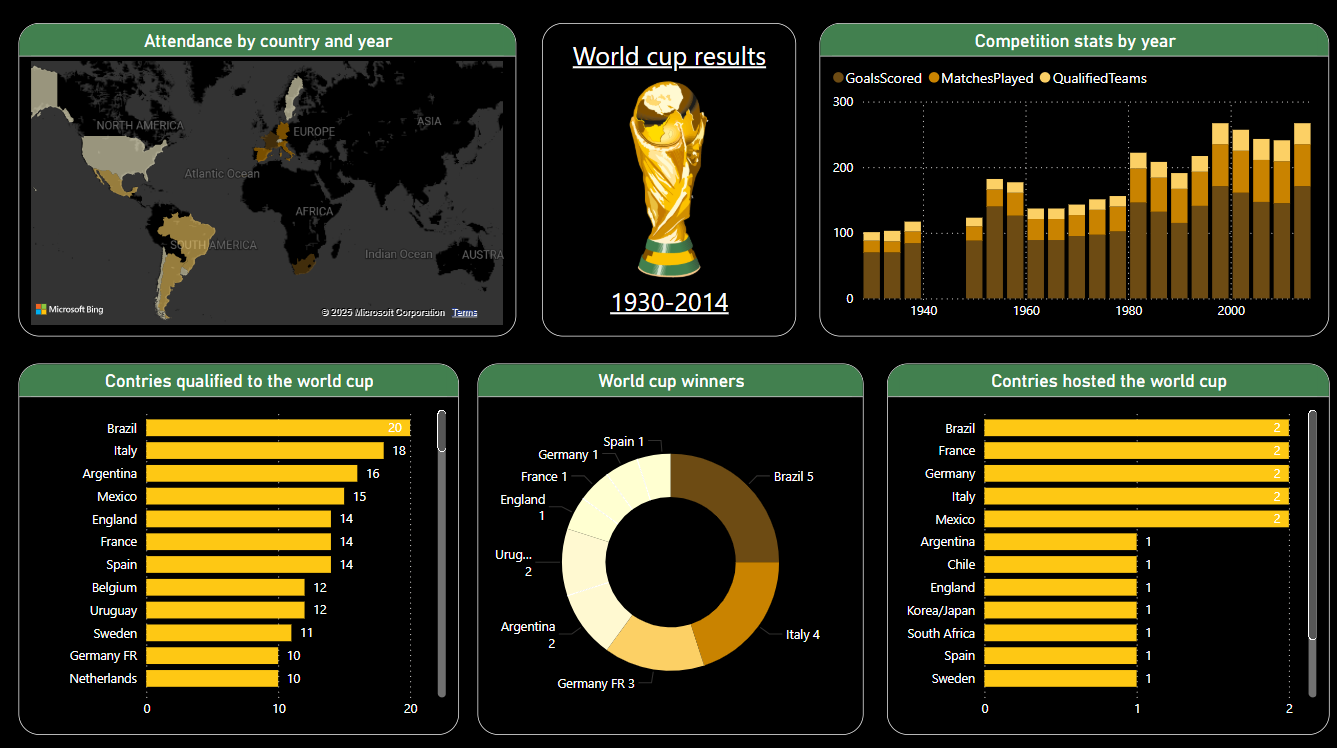 Attendance by country and year
NORTH AMERICA
EUROPE
ASIA
Atlantic Ocean
AFRICA
SOUTH AMERICA
Indian Ocean
AUSTRA
Microsoft Bing
© 2025 Microsoft Corporation Terms
World cup results
1930-2014
Competition stats by year
GoalsScored MatchesPlayed QualifiedTeams
300
200
100
0
1940 1960 1980 2000
Contries qualified to the world cup
Brazil 20
Italy 18
Argentina 16
Mexico 15
England 14
France 14
Spain 14
Belgium 12
Uruguay 12
Sweden 11
Germany FR 10
Netherlands 10
0 10 20
World cup winners
Spain 1
Germany 1
France 1
England
1
Urug...
2
Argentina
2
Germany FR 3
Italy 4
Brazil 5
Contries hosted the world cup
Brazil 2
France 2
Germany 2
Italy 2
Mexico 2
Argentina 1
Chile 1
England 1
Korea/Japan 1
South Africa 1
Spain 1
Sweden 1
0 1 2